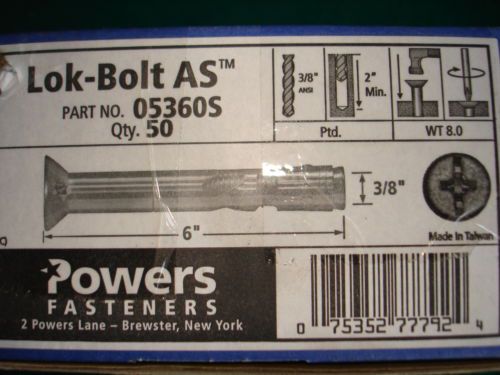 Lok-Bolt AS™
PART NO. 05360S
Qty. 50
3/8"
ANSI
2"
Min.
Ptd.
WT 8.0
3/8"
6"
Made In Taiwan
Powers
FASTENERS
2 Powers Lane – Brewster, New York
0 75352 77792 4